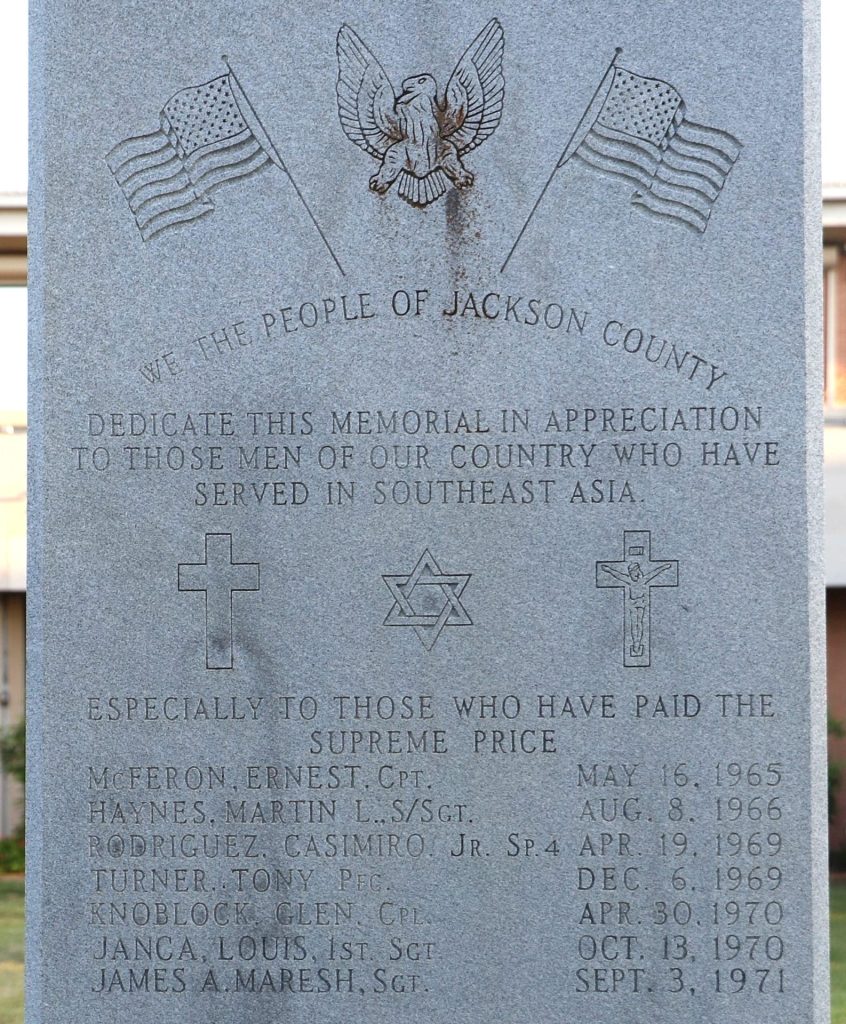 WE THE PEOPLE OF JACKSON COUNTY
DEDICATE THIS MEMORIAL IN APPRECIATION
TO THOSE MEN OF OUR COUNTRY WHO HAVE
SERVED IN SOUTHEAST ASIA.
ESPECIALLY TO THOSE WHO HAVE PAID THE
SUPREME PRICE
McFERON, ERNEST, CPT. MAY 16, 1965
HAYNES, MARTIN L., S/SGT. AUG. 8, 1966
RODRIGUEZ, CASIMIRO, JR. SP.4 APR. 19, 1969
TURNER, TONY PFC. DEC. 6, 1969
KNOBLOCK, GLEN, CPL. APR. 30, 1970
JANCA, LOUIS, 1ST. SGT. OCT. 13, 1970
JAMES A. MARESH, SGT. SEPT. 3, 1971